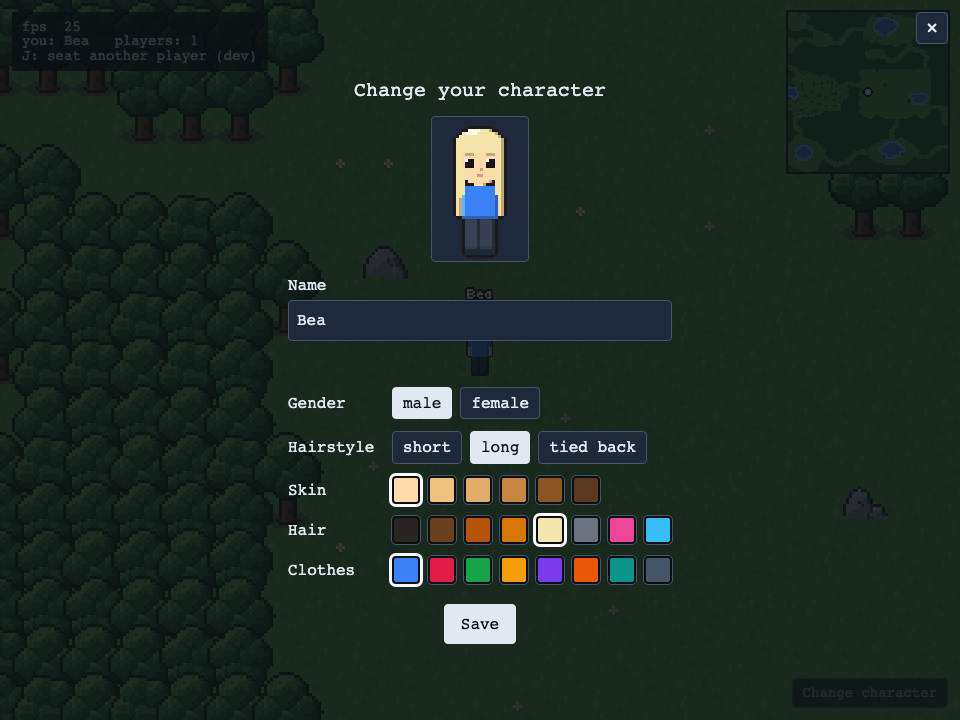 fps 25
you: Bea players: 1
J: seat another player (dev)
×
Change your character
Name
Bea
Bea
Gender male female
Hairstyle short long tied back
Skin
Hair
Clothes
Save
Change character